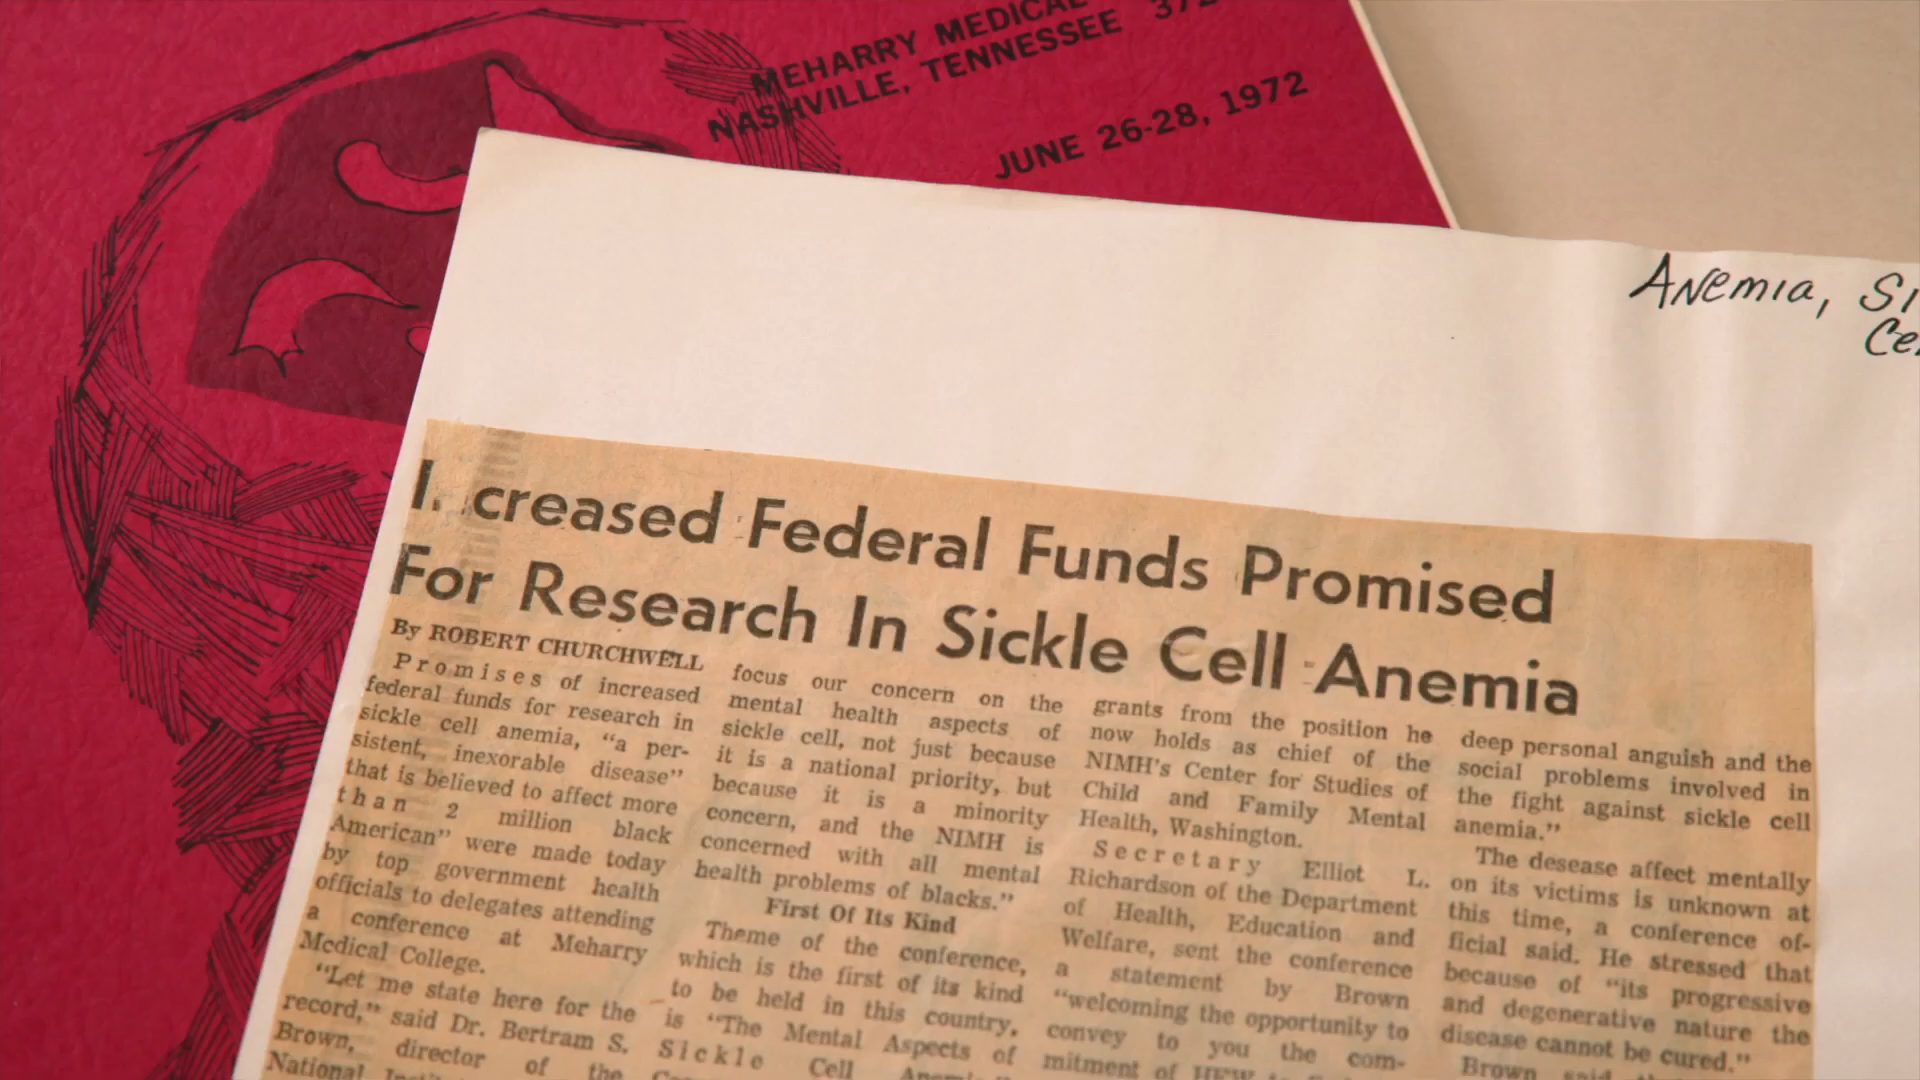 MEHARRY MEDICAL
NASHVILLE, TENNESSEE
JUNE 26-28, 1972
Anemia,
I. creased Federal Funds Promised
For Research In Sickle Cell Anemia
By ROBERT CHURCHWELL
Promises of increased
federal funds for research in
sickle cell anemia, "a per-
sistent, inexorable disease"
that is believed to affect more
than 2 million black
American" were made today
by top government health
officials to delegates attending
a conference at Meharry
Medical College.
"Let me state here for the
record," said Dr. Bertram S.
Brown, director of the
National
focus our concern on the
mental health aspects of
sickle cell, not just because
it is a national priority, but
because it is a minority
concern, and the NIMH is
concerned with all mental
health problems of blacks."
First Of Its Kind
Theme of the conference,
which is the first of its kind
to be held in this country,
is "The Mental Aspects of
Sickle Cell
grants from the position he
now holds as chief of the
NIMH's Center for Studies of
Child and Family Mental
Health, Washington.
Secretary Elliot L.
Richardson of the Department
of Health, Education and
Welfare, sent the conference
a statement by Brown
"welcoming the opportunity to
convey to you the com-
mitment of HEW
deep personal anguish and the
social problems involved in
the fight against sickle cell
anemia."
The desease affect mentally
on its victims is unknown at
this time, a conference of-
ficial said. He stressed that
because of "its progressive
and degenerative nature the
disease cannot be cured."
Brown said